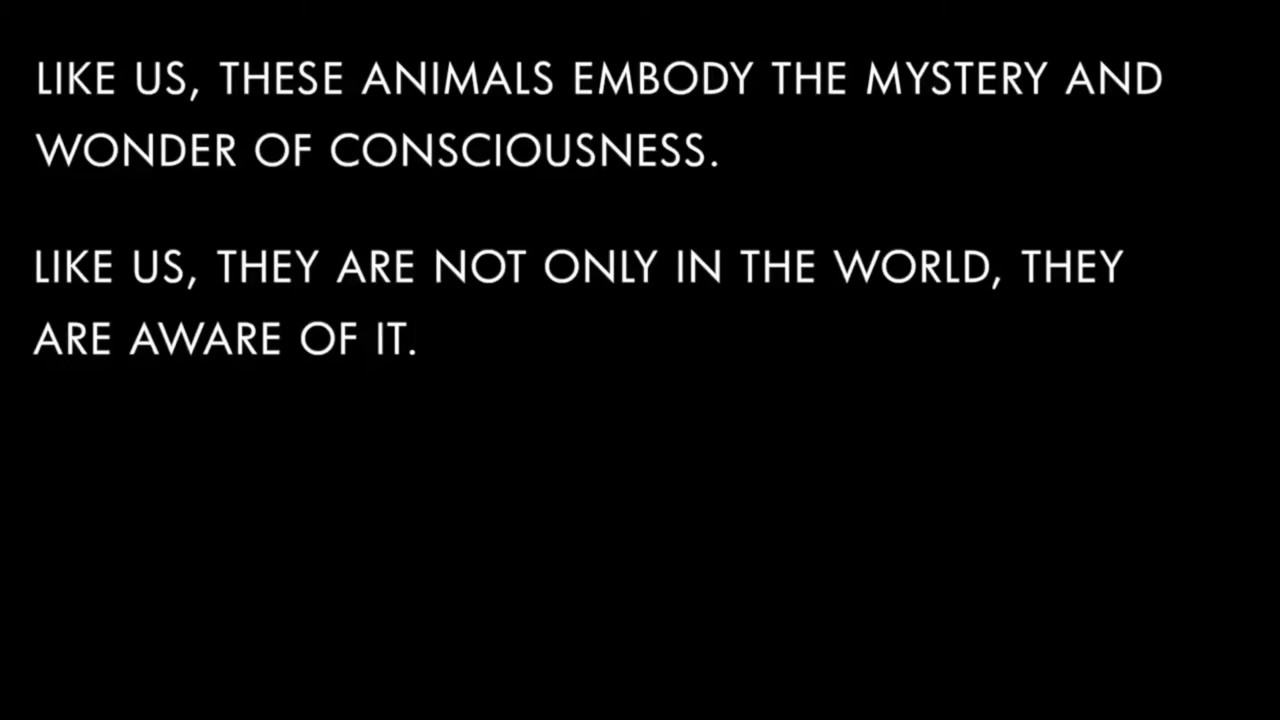 LIKE US, THESE ANIMALS EMBODY THE MYSTERY AND
WONDER OF CONSCIOUSNESS.
LIKE US, THEY ARE NOT ONLY IN THE WORLD, THEY
ARE AWARE OF IT.